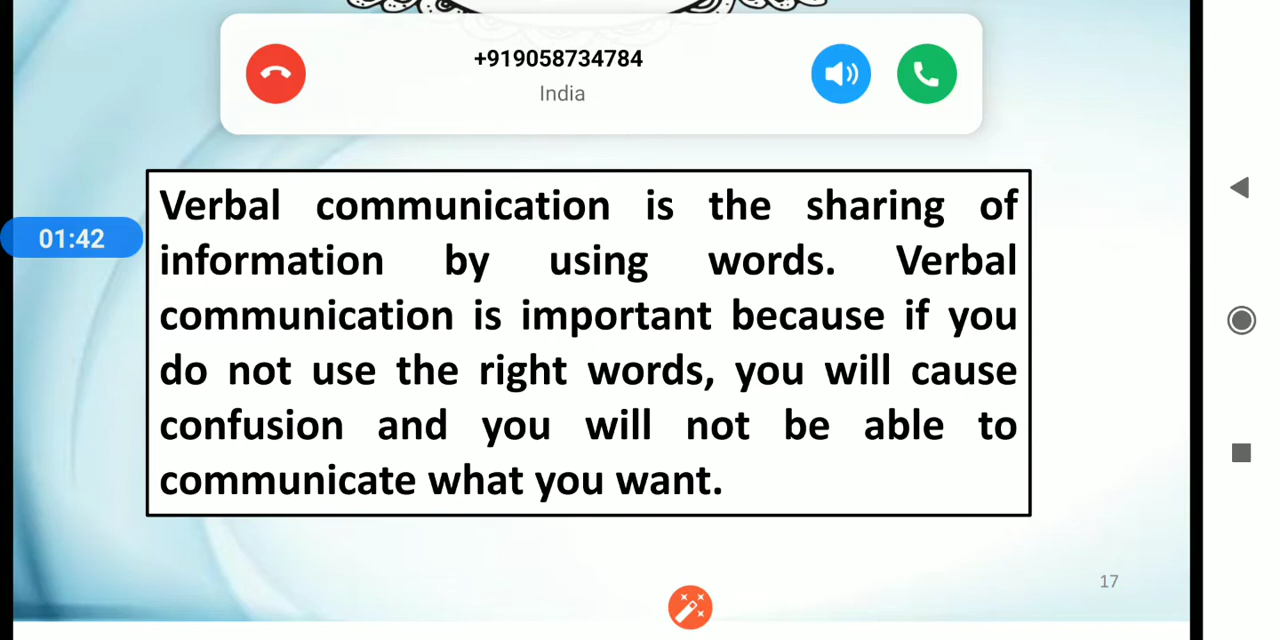 +919058734784
India
01:42
Verbal communication is the sharing of
information by using words. Verbal
communication is important because if you
do not use the right words, you will cause
confusion and you will not be able to
communicate what you want.
17